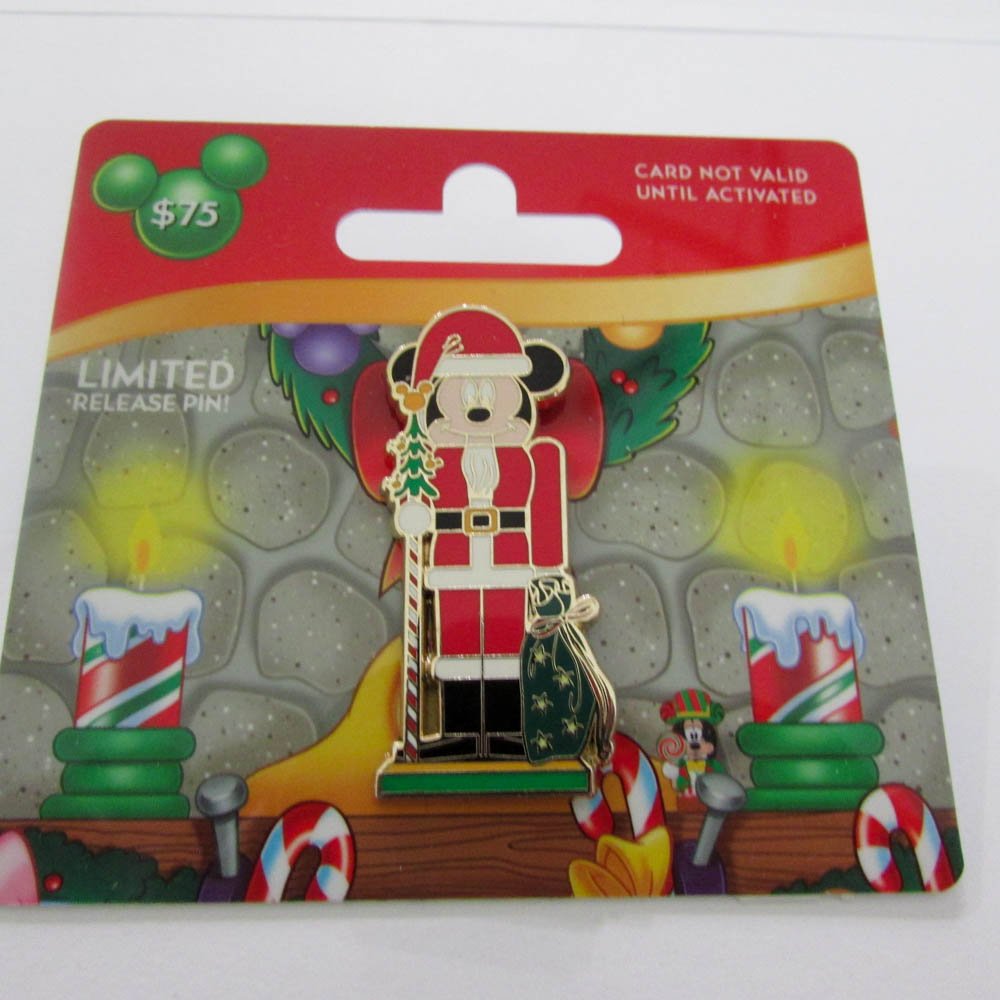 $75
CARD NOT VALID
UNTIL ACTIVATED
LIMITED
RELEASE PIN!